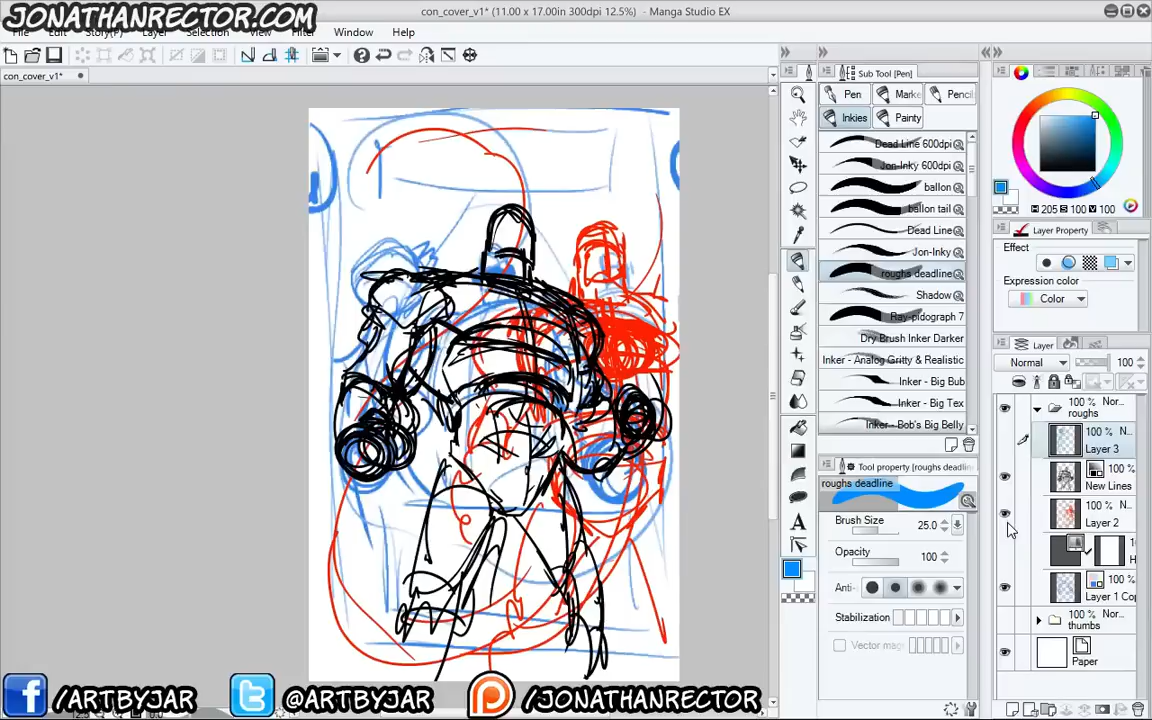 JONATHANRECTOR.COM
con_cover_v1* (11.00 x 17.00in 300dpi 12.5%) - Manga Studio EX
File Edit Story(P) Layer Selection View Filter Window Help
con_cover_v1*
Sub Tool [Pen]
Pen
Marke
Pencil
Inkies
Painty
Dead Line 600dpi
Jon-Inky 600dpi
ballon
ballon tail
Dead Line
Jon-Inky
roughs deadline
Shadow
Ray-pidograph 7
Dry Brush Inker Darker
Inker - Analog Gritty & Realistic
Inker - Big Bub
Inker - Big Tex
Inker - Bob's Big Belly
Tool property [roughs deadlin
roughs deadline
Brush Size 25.0
Opacity 100
Anti-
Stabilization
Vector mag
H 205 S 100 V 100
Layer Property
Effect
Expression color
Color
Layer
Normal 100
100 % Nor...
roughs
100 % N...
Layer 3
100 %
New Lines
100 % N...
Layer 2
100 %
Layer 1 Cop
100 % Nor...
thumbs
Paper
/ARTBYJAR
@ARTBYJAR
/JONATHANRECTOR